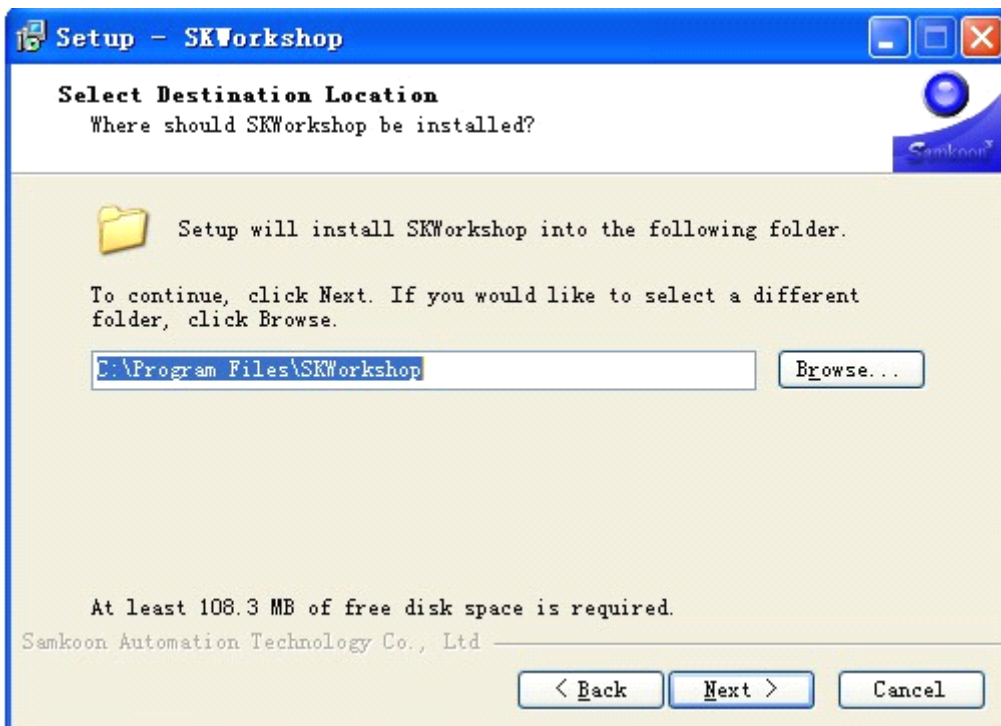 Setup - SKWorkshop
Select Destination Location
Where should SKWorkshop be installed?
Samkoon
Setup will install SKWorkshop into the following folder.
To continue, click Next. If you would like to select a different
folder, click Browse.
C:\Program Files\SKWorkshop
Browse...
At least 108.3 MB of free disk space is required.
Samkoon Automation Technology Co., Ltd
< Back
Next >
Cancel